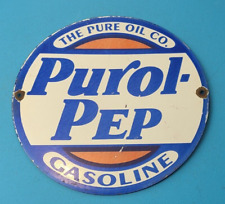 THE PURE OIL CO.
Purol-
PEP
GASOLINE